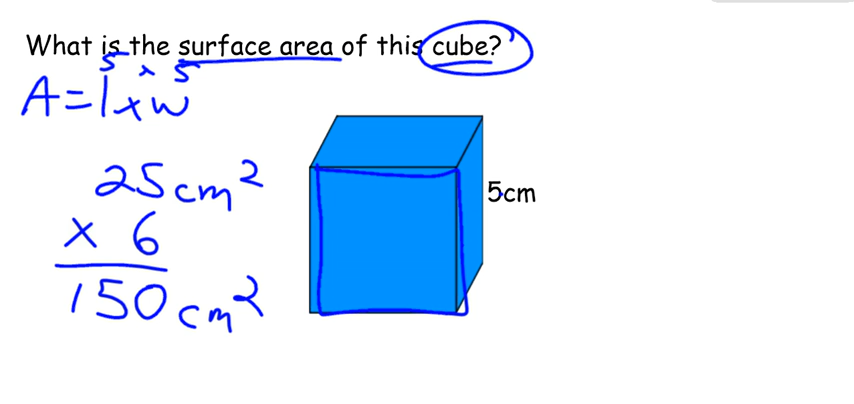 What is the surface area of this cube?
5 x 5
A = l x w
25 cm²
x 6
150 cm²
5cm